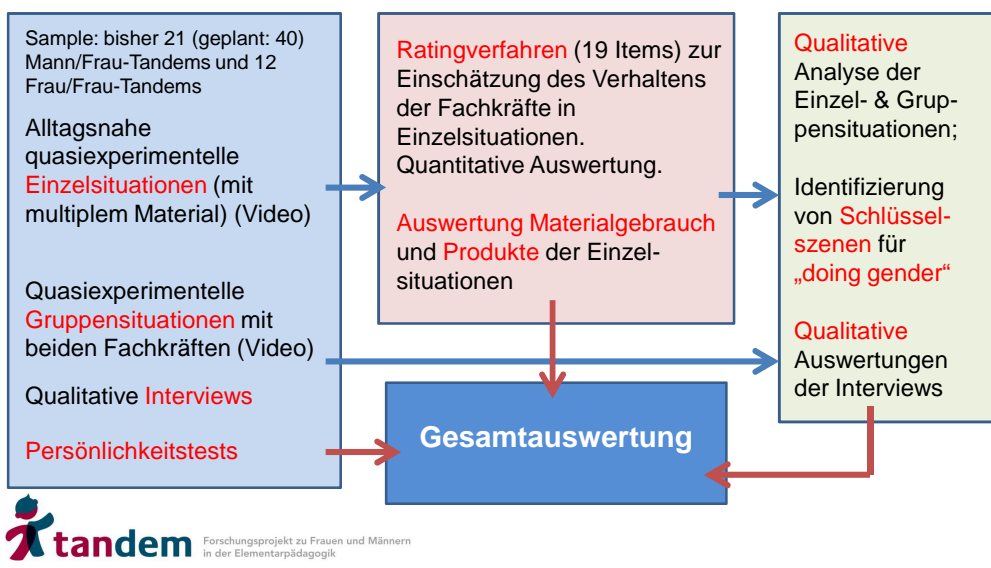 Sample: bisher 21 (geplant: 40)
Mann/Frau-Tandems und 12
Frau/Frau-Tandems
Alltagsnahe
quasiexperimentelle
Einzelsituationen (mit
multiplem Material) (Video)
Quasiexperimentelle
Gruppensituationen mit
beiden Fachkräften (Video)
Qualitative Interviews
Persönlichkeitstests
Ratingverfahren (19 Items) zur
Einschätzung des Verhaltens
der Fachkräfte in
Einzelsituationen.
Quantitative Auswertung.
Auswertung Materialgebrauch
und Produkte der Einzel-
situationen
Qualitative
Analyse der
Einzel- & Grup-
pensituationen;
Identifizierung
von Schlüssel-
szenen für
„doing gender“
Qualitative
Auswertungen
der Interviews
Gesamtauswertung
tandem
Forschungsprojekt zu Frauen und Männern
in der Elementarpädagogik